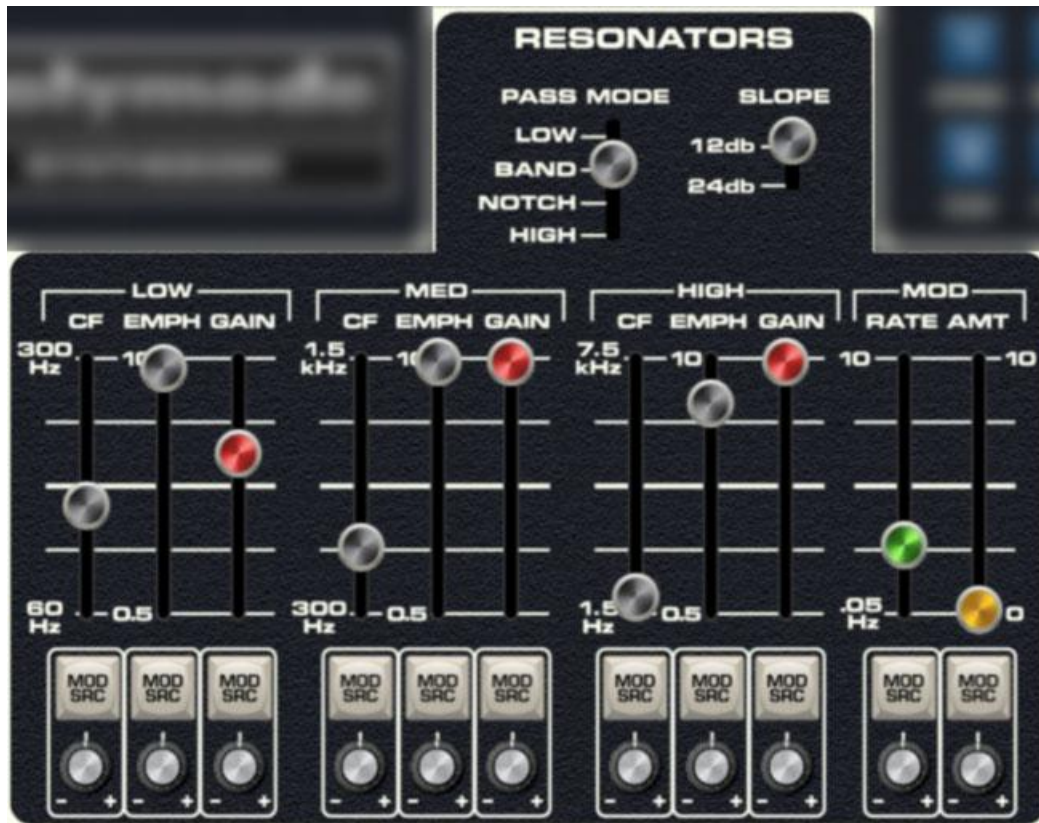 RESONATORS
PASS MODE SLOPE
LOW
12db
BAND
24db
NOTCH
HIGH
LOW MED HIGH MOD
CF EMPH GAIN CF EMPH GAIN CF EMPH GAIN RATE AMT
300 Hz 10 1.5 kHz 10 7.5 kHz 10 10 10
60 Hz 0.5 300 Hz 0.5 1.5 Hz 0.5 .05 Hz 0
MOD SRC MOD SRC MOD SRC MOD SRC MOD SRC MOD SRC MOD SRC MOD SRC MOD SRC MOD SRC MOD SRC
- + - + - + - + - + - + - + - + - + - + - +